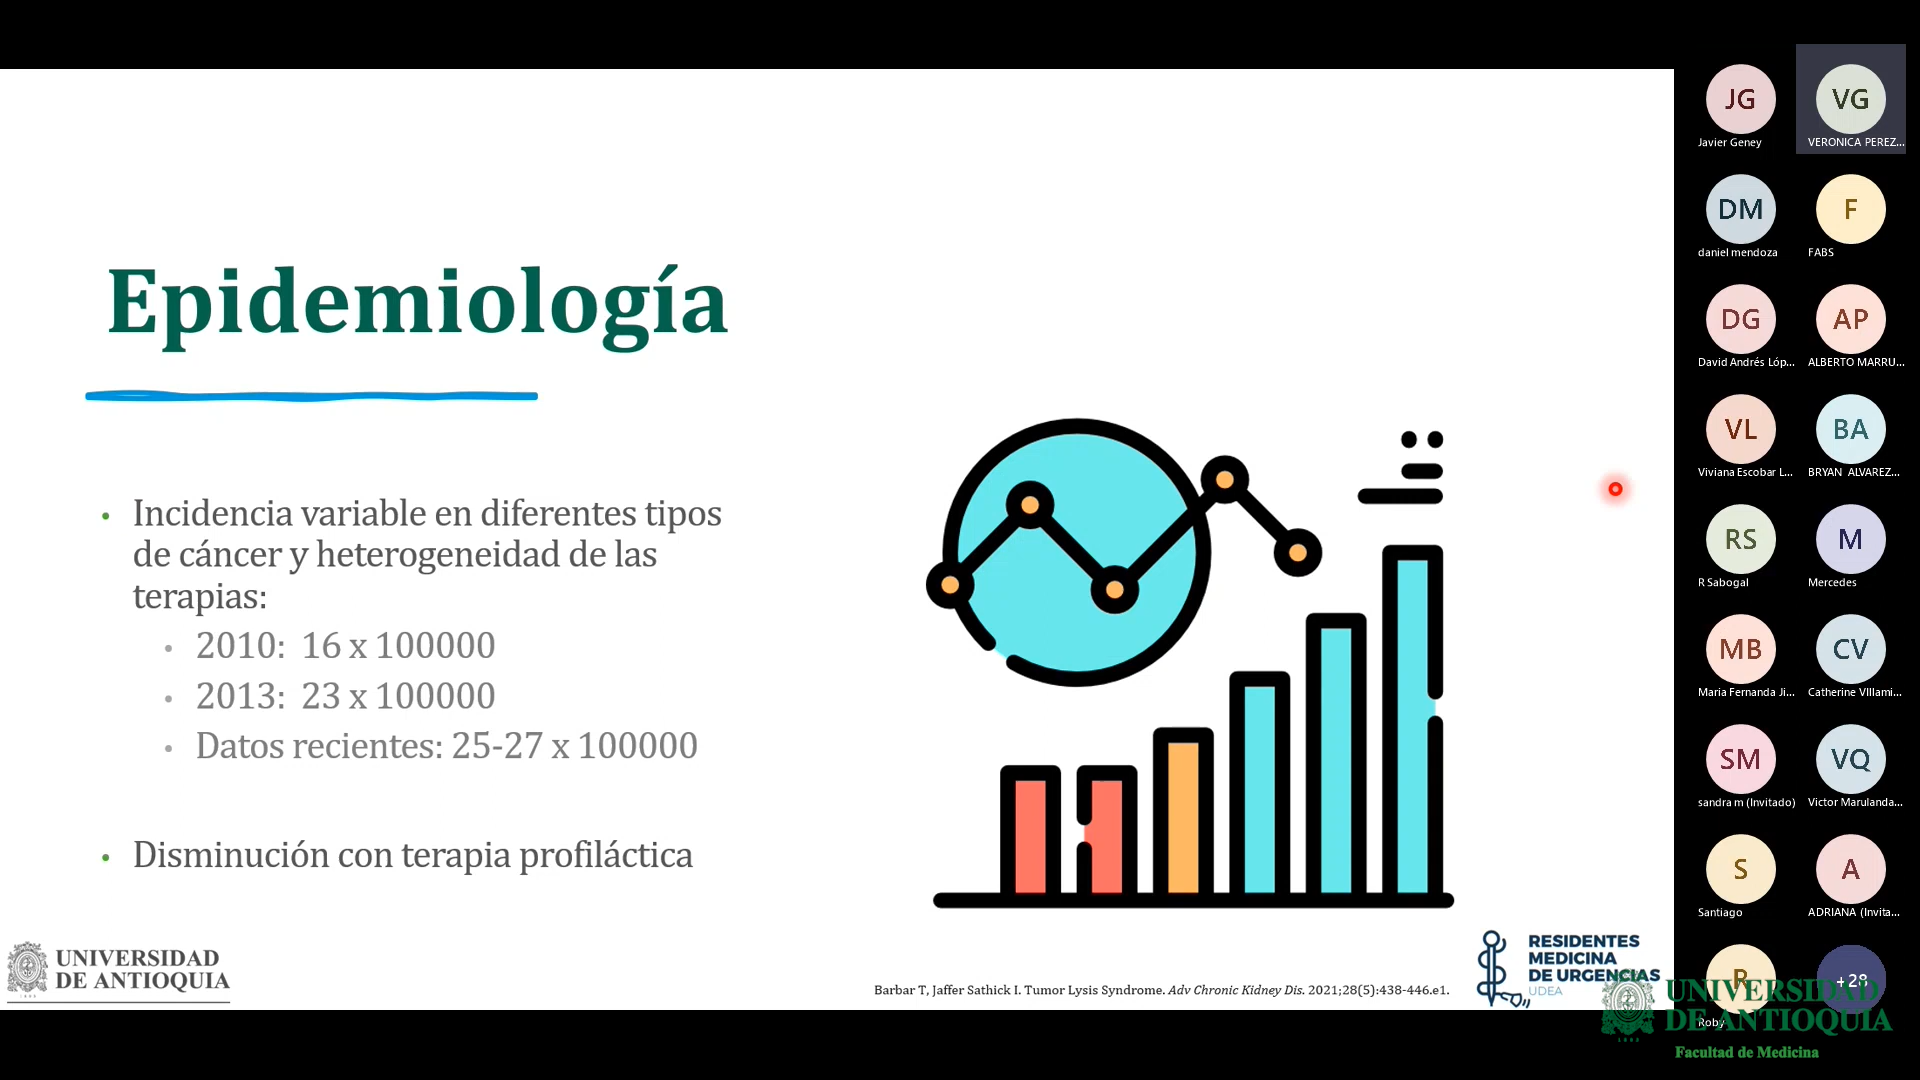 Epidemiología
• Incidencia variable en diferentes tipos
de cáncer y heterogeneidad de las
terapias:
• 2010: 16 x 100000
• 2013: 23 x 100000
• Datos recientes: 25-27 x 100000
• Disminución con terapia profiláctica
UNIVERSIDAD
DE ANTIOQUIA
1803
Barbar T, Jaffer Sathick I. Tumor Lysis Syndrome. Adv Chronic Kidney Dis. 2021;28(5):438-446.e1.
RESIDENTES
MEDICINA
DE URGENCIAS
UDEA
JG
Javier Geney
VG
VERONICA PEREZ...
DM
daniel mendoza
F
FABS
DG
David Andrés Lóp...
AP
ALBERTO MARRU...
VL
Viviana Escobar L...
BA
BRYAN ALVAREZ...
RS
R Sabogal
M
Mercedes
MB
Maria Fernanda Ji...
CV
Catherine VIllami...
SM
sandra m (Invitado)
VQ
Victor Marulanda...
S
Santiago
A
ADRIANA (Invita...
R
Roby
+28
UNIVERSIDAD
DE ANTIOQUIA
1803
Facultad de Medicina